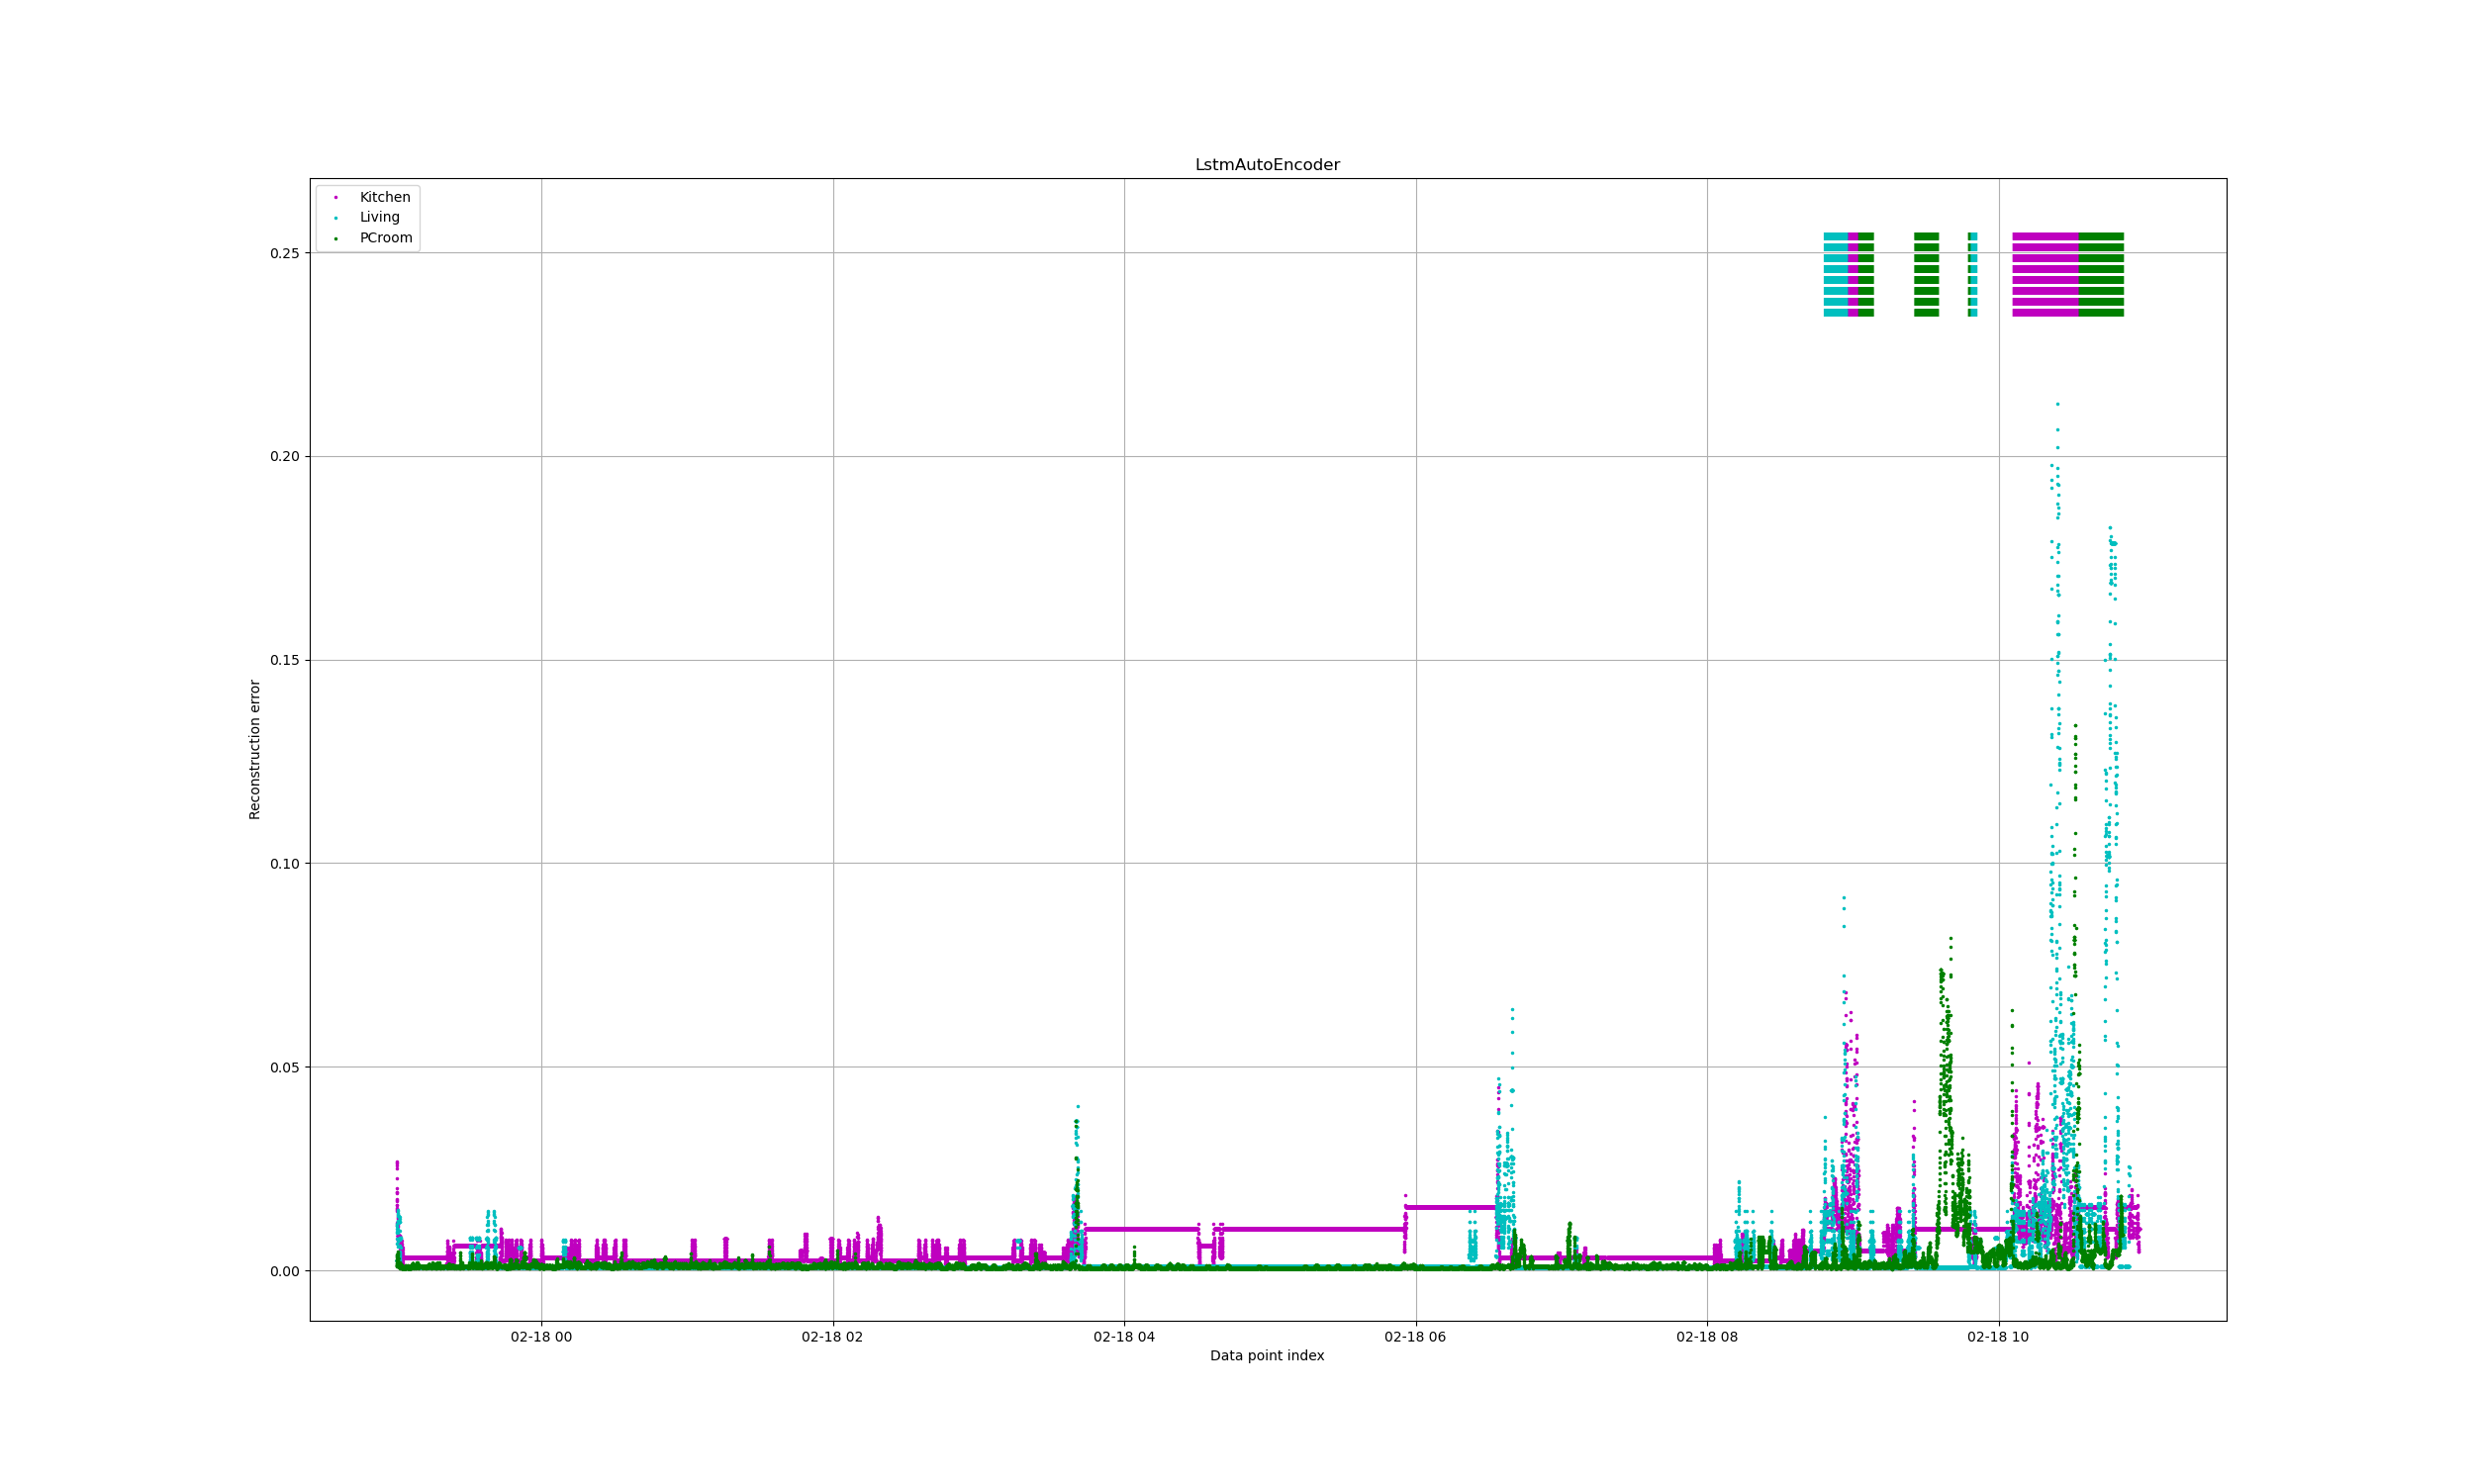 LstmAutoEncoder
Kitchen
Living
PCroom
0.25
0.20
0.15
0.10
0.05
0.00
Reconstruction error
02-18 00
02-18 02
02-18 04
02-18 06
02-18 08
02-18 10
Data point index